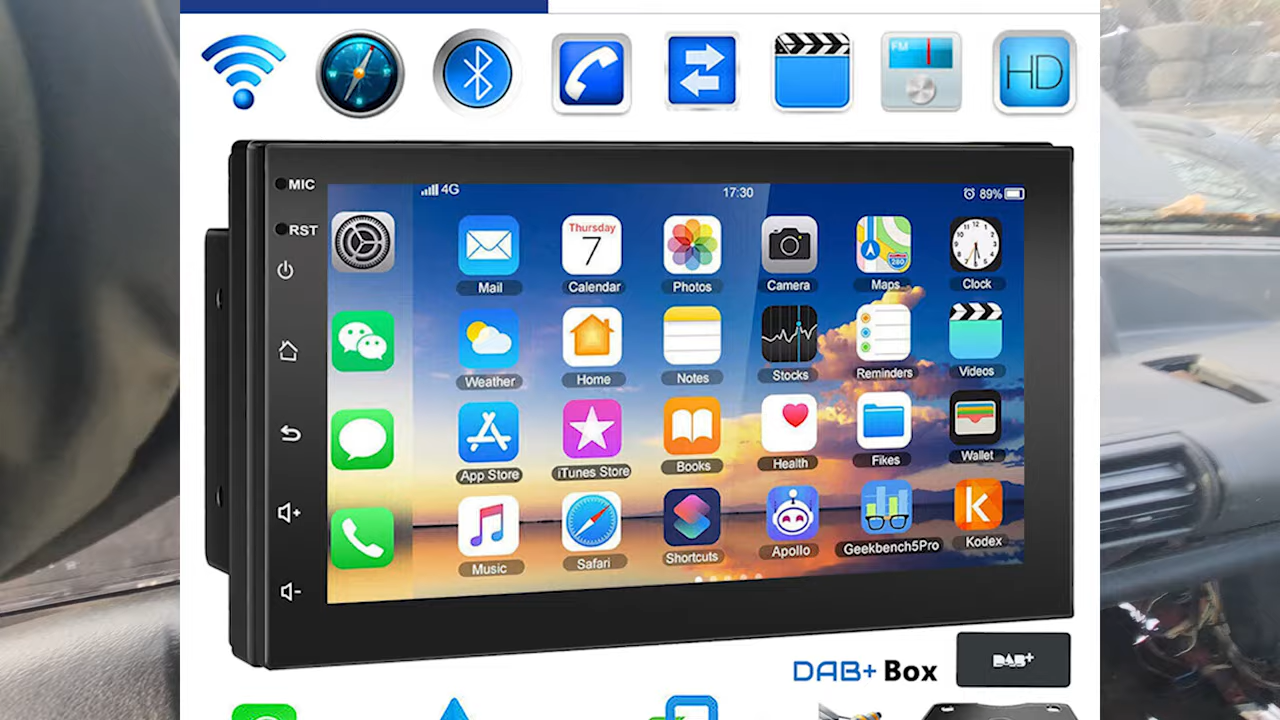 FM
HD
MIC
4G
17:30
89%
RST
Thursday
7
280
Mail
Calendar
Photos
Camera
Maps
Clock
Weather
Home
Notes
Stocks
Reminders
Videos
App Store
iTunes Store
Books
Health
Fikes
Wallet
Music
Safari
Shortcuts
Apollo
Geekbench5Pro
Kodex
DAB+ Box
DAB+